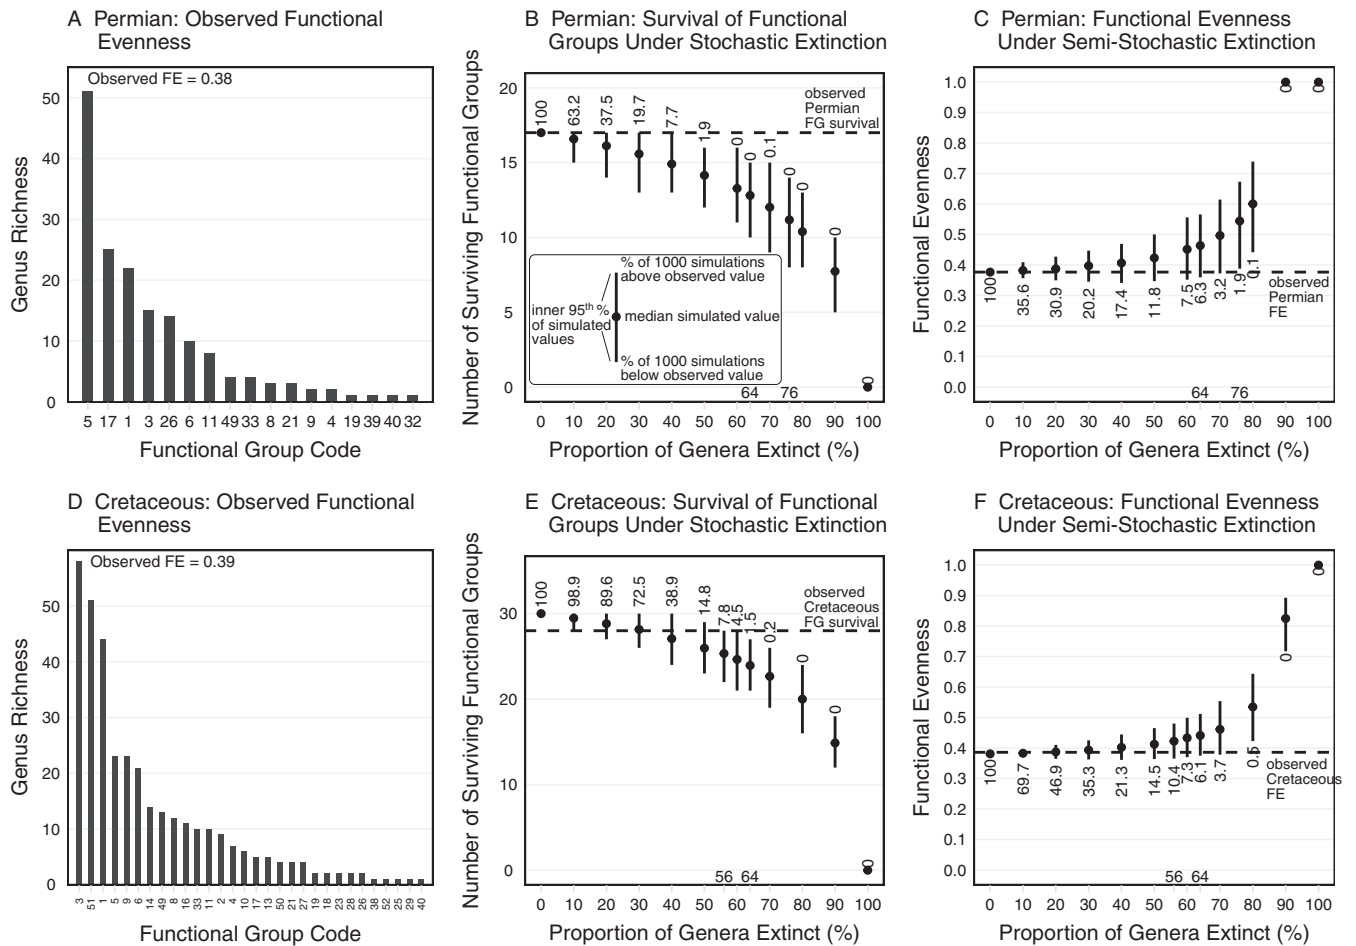 A Permian: Observed Functional
Evenness
Observed FE = 0.38
Genus Richness
50
40
30
20
10
0
5 17 1 3 26 6 11 49 33 8 21 9 4 19 39 40 32
Functional Group Code
B Permian: Survival of Functional
Groups Under Stochastic Extinction
Number of Surviving Functional Groups
20
15
10
5
0
100 63.2 37.5 19.7 7.7 1.9 0 0 0.1 0 0 0 0
observed
Permian
FG survival
% of 1000 simulations
above observed value
inner 95th %
of simulated
values
median simulated value
% of 1000 simulations
below observed value
64 76
0 10 20 30 40 50 60 70 80 90 100
Proportion of Genera Extinct (%)
C Permian: Functional Evenness
Under Semi-Stochastic Extinction
Functional Evenness
1.0
0.9
0.8
0.7
0.6
0.5
0.4
0.3
0.2
0.1
0.0
100 35.6 30.9 20.2 17.4 11.8 7.5 6.3 3.2 1.9 0.1 0 0
observed
Permian
FE
64 76
0 10 20 30 40 50 60 70 80 90 100
Proportion of Genera Extinct (%)
D Cretaceous: Observed Functional
Evenness
Observed FE = 0.39
Genus Richness
50
40
30
20
10
0
3 51 1 5 9 6 14 49 8 16 33 11 2 4 10 17 13 50 21 27 19 18 23 28 26 38 52 25 29 40
Functional Group Code
E Cretaceous: Survival of Functional
Groups Under Stochastic Extinction
Number of Surviving Functional Groups
30
20
10
0
100 98.9 89.6 72.5 38.9 14.8 7.8 4.5 1.5 0.2 0 0 0
observed
Cretaceous
FG survival
56 64
0 10 20 30 40 50 60 70 80 90 100
Proportion of Genera Extinct (%)
F Cretaceous: Functional Evenness
Under Semi-Stochastic Extinction
Functional Evenness
1.0
0.9
0.8
0.7
0.6
0.5
0.4
0.3
0.2
0.1
0.0
100 69.7 46.9 35.3 21.3 14.5 10.4 7.3 6.1 3.7 0.5 0 0
observed
Cretaceous
FE
56 64
0 10 20 30 40 50 60 70 80 90 100
Proportion of Genera Extinct (%)